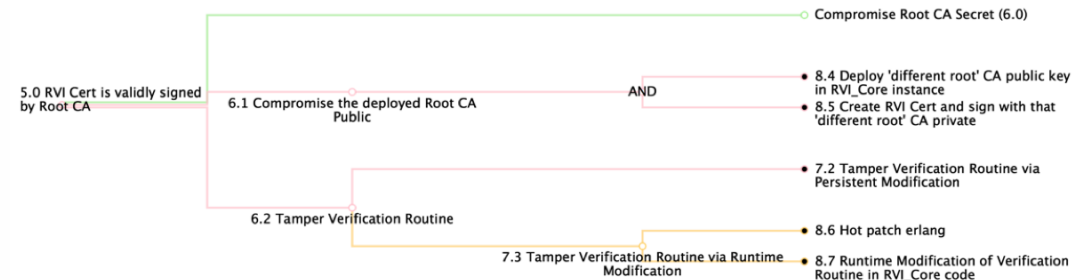 Compromise Root CA Secret (6.0)
5.0 RVI Cert is validly signed
by Root CA
6.1 Compromise the deployed Root CA
Public
AND
8.4 Deploy 'different root' CA public key
in RVI_Core instance
8.5 Create RVI Cert and sign with that
'different root' CA private
6.2 Tamper Verification Routine
7.2 Tamper Verification Routine via
Persistent Modification
7.3 Tamper Verification Routine via Runtime
Modification
8.6 Hot patch erlang
8.7 Runtime Modification of Verification
Routine in RVI_Core code